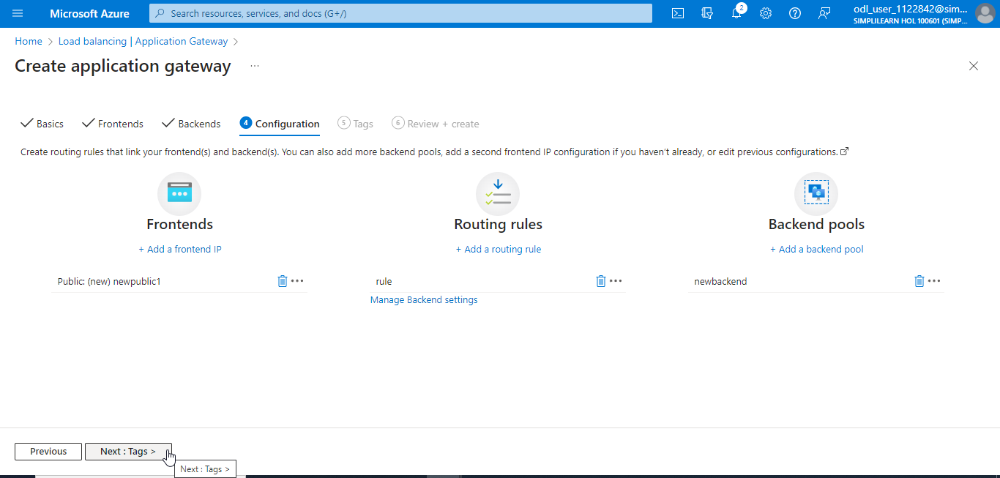 Microsoft Azure
Search resources, services, and docs (G+/)
2
odl_user_1122842@sim...
SIMPLILEARN HOL 100601 (SIMP...
Home > Load balancing | Application Gateway >
Create application gateway ...
Basics Frontends Backends 4 Configuration 5 Tags 6 Review + create
Create routing rules that link your frontend(s) and backend(s). You can also add more backend pools, add a second frontend IP configuration if you haven't already, or edit previous configurations.
Frontends
+ Add a frontend IP
Public: (new) newpublic1
Routing rules
+ Add a routing rule
rule
Manage Backend settings
Backend pools
+ Add a backend pool
newbackend
Previous
Next : Tags >
Next : Tags >